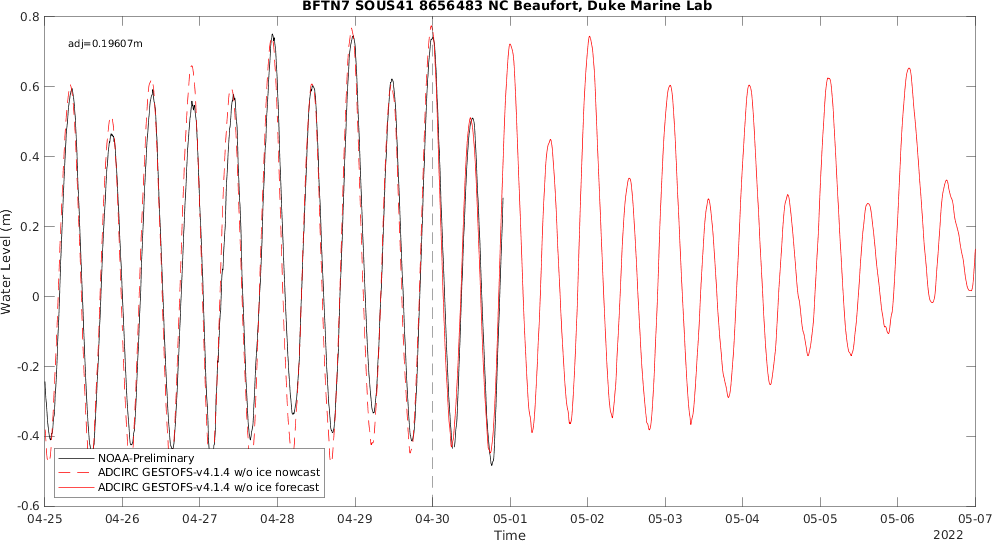 BFTN7 SOUS41 8656483 NC Beaufort, Duke Marine Lab
0.8
adj=0.19607m
0.6
0.4
0.2
0
-0.2
-0.4
-0.6
Water Level (m)
NOAA-Preliminary
ADCIRC GESTOFS-v4.1.4 w/o ice nowcast
ADCIRC GESTOFS-v4.1.4 w/o ice forecast
04-25 04-26 04-27 04-28 04-29 04-30 05-01 05-02 05-03 05-04 05-05 05-06 05-07
Time
2022